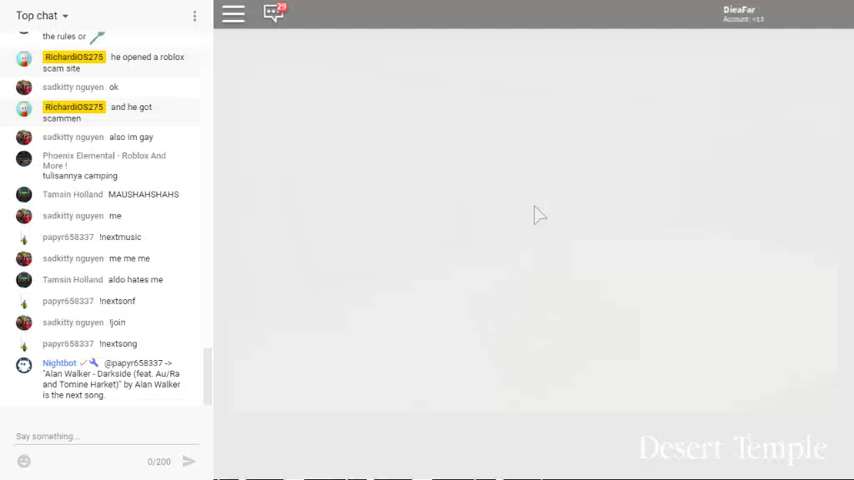 Top chat
29
DieaFar
Account: <13
the rules or
RichardiOS275 he opened a roblox
scam site
sadkitty nguyen ok
RichardiOS275 and he got
scammen
sadkitty nguyen also im gay
Phoenix Elemental - Roblox And
More !
tulisannya camping
Tamsin Holland MAUSHAHSHAHS
sadkitty nguyen me
papyr658337 !nextmusic
sadkitty nguyen me me me
Tamsin Holland aldo hates me
papyr658337 !nextsonf
sadkitty nguyen !join
papyr658337 !nextsong
Nightbot @papyr658337 ->
"Alan Walker - Darkside (feat. Au/Ra
and Tomine Harket)" by Alan Walker
is the next song.
Say something...
0/200
Desert Temple